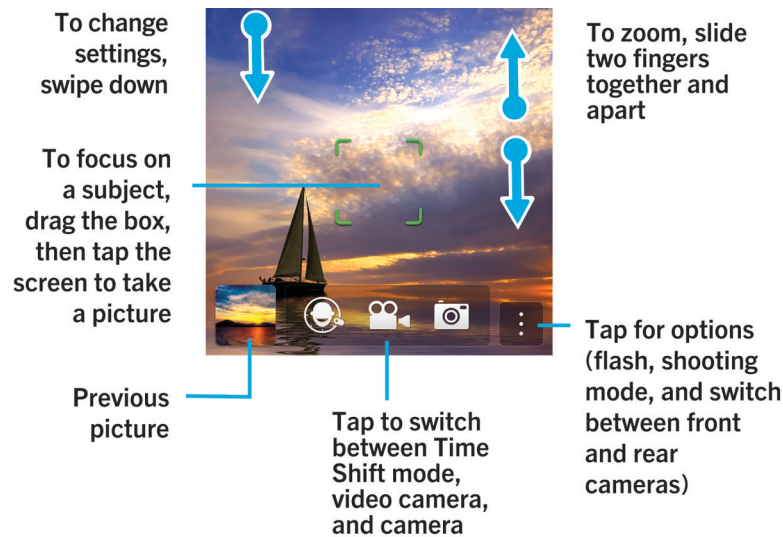 To change
settings,
swipe down
To zoom, slide
two fingers
together and
apart
To focus on
a subject,
drag the box,
then tap the
screen to take
a picture
Previous
picture
Tap to switch
between Time
Shift mode,
video camera,
and camera
Tap for options
(flash, shooting
mode, and switch
between front
and rear
cameras)